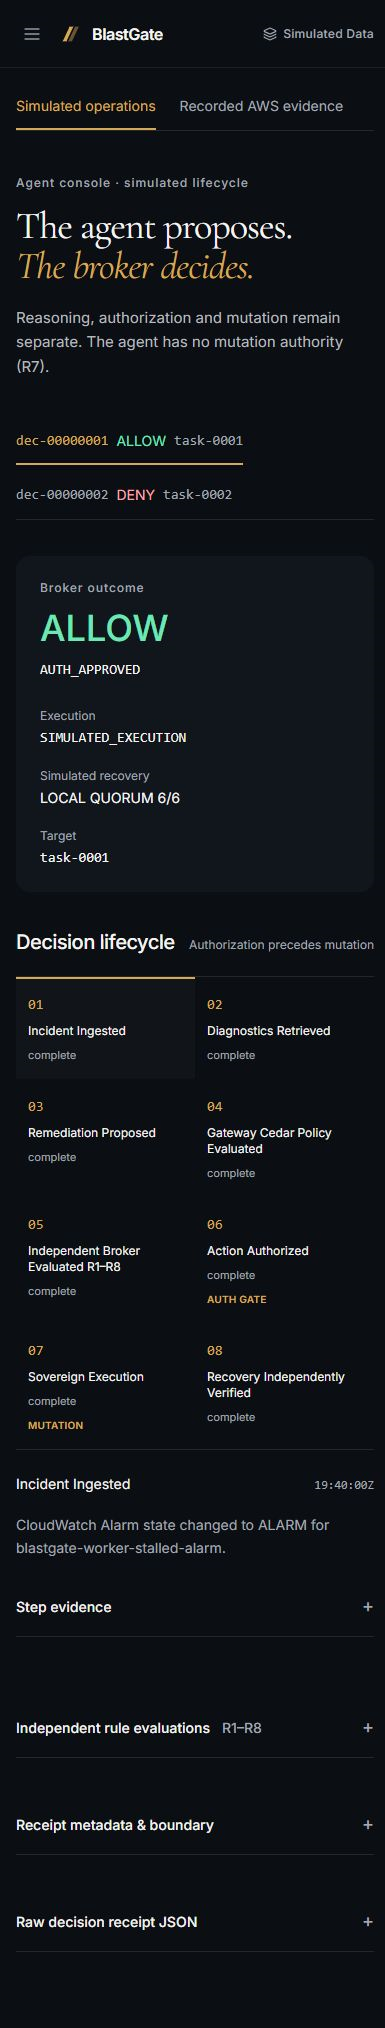 BlastGate
Simulated Data
Simulated operations
Recorded AWS evidence
Agent console · simulated lifecycle
The agent proposes.
The broker decides.
Reasoning, authorization and mutation remain
separate. The agent has no mutation authority
(R7).
dec-00000001 ALLOW task-0001
dec-00000002 DENY task-0002
Broker outcome
ALLOW
AUTH_APPROVED
Execution
SIMULATED_EXECUTION
Simulated recovery
LOCAL QUORUM 6/6
Target
task-0001
Decision lifecycle
Authorization precedes mutation
01
Incident Ingested
complete
02
Diagnostics Retrieved
complete
03
Remediation Proposed
complete
04
Gateway Cedar Policy
Evaluated
complete
05
Independent Broker
Evaluated R1–R8
complete
06
Action Authorized
complete
AUTH GATE
07
Sovereign Execution
complete
MUTATION
08
Recovery Independently
Verified
complete
Incident Ingested
19:40:00Z
CloudWatch Alarm state changed to ALARM for
blastgate-worker-stalled-alarm.
Step evidence +
Independent rule evaluations R1–R8 +
Receipt metadata & boundary +
Raw decision receipt JSON +